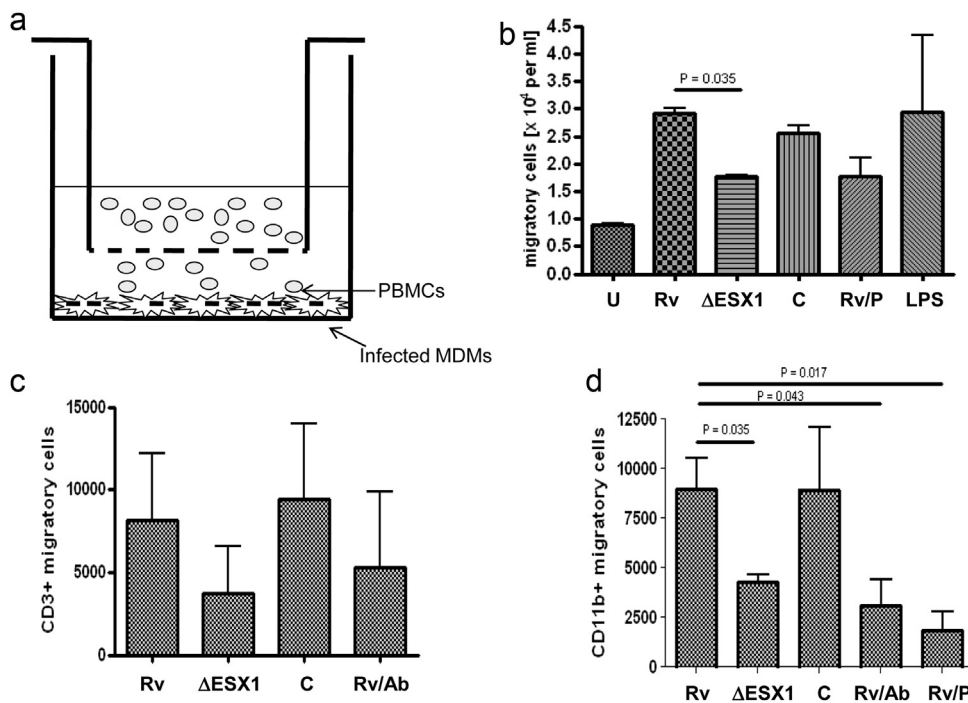 a
PBMCs
Infected MDMs
b
migratory cells [x 10⁴ per ml]
4.5
4.0
3.5
3.0
2.5
2.0
1.5
1.0
0.5
0.0
P = 0.035
U Rv ΔESX1 C Rv/P LPS
c
CD3+ migratory cells
15000
10000
5000
0
Rv ΔESX1 C Rv/Ab
d
P = 0.017
P = 0.043
P = 0.035
CD11b+ migratory cells
12500
10000
7500
5000
2500
0
Rv ΔESX1 C Rv/Ab Rv/P